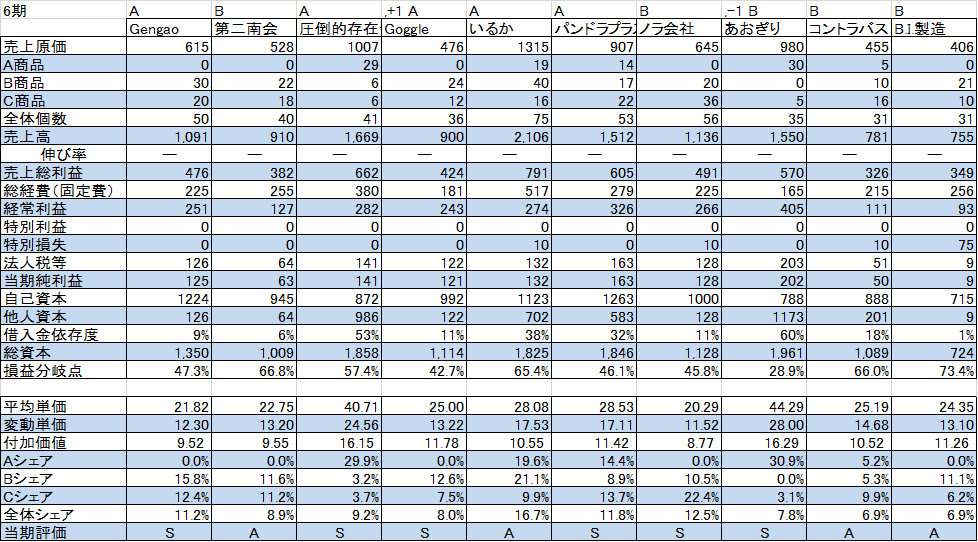 6期 A B A ,+1 A A A B ,−1 B B B
Gengao 第二南会 圧倒的存在 Goggle いるか パンドラプラ ノラ会社 あおぎり コントラバス B.I.製造
売上原価 615 528 1007 476 1315 907 645 980 455 406
A商品 0 0 29 0 19 14 0 30 5 0
B商品 30 22 6 24 40 17 20 0 10 21
C商品 20 18 6 12 16 22 36 5 16 10
全体個数 50 40 41 36 75 53 56 35 31 31
売上高 1,091 910 1,669 900 2,106 1,512 1,136 1,550 781 755
伸び率 ― ― ― ― ― ― ― ― ― ―
売上総利益 476 382 662 424 791 605 491 570 326 349
総経費(固定費) 225 255 380 181 517 279 225 165 215 256
経常利益 251 127 282 243 274 326 266 405 111 93
特別利益 0 0 0 0 0 0 0 0 0 0
特別損失 0 0 0 0 10 0 10 0 10 75
法人税等 126 64 141 122 132 163 128 203 51 9
当期純利益 125 63 141 121 132 163 128 202 50 9
自己資本 1224 945 872 992 1123 1263 1000 788 888 715
他人資本 126 64 986 122 702 583 128 1173 201 9
借入金依存度 9% 6% 53% 11% 38% 32% 11% 60% 18% 1%
総資本 1,350 1,009 1,858 1,114 1,825 1,846 1,128 1,961 1,089 724
損益分岐点 47.3% 66.8% 57.4% 42.7% 65.4% 46.1% 45.8% 28.9% 66.0% 73.4%
平均単価 21.82 22.75 40.71 25.00 28.08 28.53 20.29 44.29 25.19 24.35
変動単価 12.30 13.20 24.56 13.22 17.53 17.11 11.52 28.00 14.68 13.10
付加価値 9.52 9.55 16.15 11.78 10.55 11.42 8.77 16.29 10.52 11.26
Aシェア 0.0% 0.0% 29.9% 0.0% 19.6% 14.4% 0.0% 30.9% 5.2% 0.0%
Bシェア 15.8% 11.6% 3.2% 12.6% 21.1% 8.9% 10.5% 0.0% 5.3% 11.1%
Cシェア 12.4% 11.2% 3.7% 7.5% 9.9% 13.7% 22.4% 3.1% 9.9% 6.2%
全体シェア 11.2% 8.9% 9.2% 8.0% 16.7% 11.8% 12.5% 7.8% 6.9% 6.9%
当期評価 S A S S A S S S A A